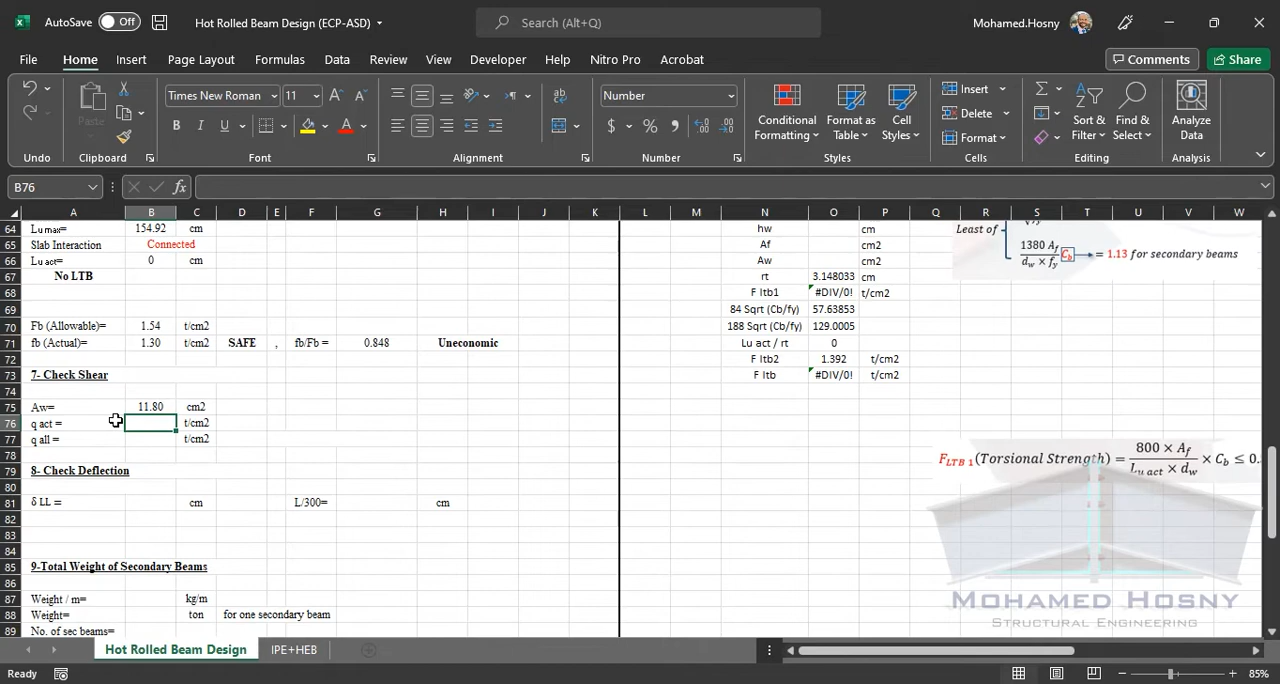 AutoSave Off
Hot Rolled Beam Design (ECP-ASD)
Search (Alt+Q)
Mohamed.Hosny
File Home Insert Page Layout Formulas Data Review View Developer Help Nitro Pro Acrobat
Comments Share
Paste
Times New Roman 11
B I U
Number
Conditional Formatting
Format as Table
Cell Styles
Insert
Delete
Format
Sort & Filter
Find & Select
Analyze Data
Undo Clipboard Font Alignment Number Styles Cells Editing Analysis
B76 fx
A B C D E F G H I J K L M N O P Q R S T U V W
64 Lu max= 154.92 cm hw
65 Slab Interaction Connected Af cm2
66 Lu act= 0 cm Aw cm2
67 No LTB rt 3.148033 cm
68 F ltb1 #DIV/0! t/cm2
69 84 Sqrt (Cb/fy) 57.63853
70 Fb (Allowable)= 1.54 t/cm2 188 Sqrt (Cb/fy) 129.0005
71 fb (Actual)= 1.30 t/cm2 SAFE , fb/Fb = 0.848 Uneconomic Lu act / rt 0
72 F ltb2 1.392 t/cm2
73 7- Check Shear F ltb #DIV/0! t/cm2
74
75 Aw= 11.80 cm2
76 q act = t/cm2
77 q all = t/cm2
78
79 8- Check Deflection
80
81 δ LL = cm L/300= cm
82
83
84
85 9-Total Weight of Secondary Beams
86
87 Weight / m= kg/m
88 Weight= ton for one secondary beam
89 No. of sec beams=
Least of
1380 Af / dw × fy Cb = 1.13 for secondary beams
FLTB 1 (Torsional Strength) = 800 × Af / Lu act × dw × Cb ≤ 0.
MOHAMED HOSNY
STRUCTURAL ENGINEERING
Hot Rolled Beam Design IPE+HEB
Ready 85%